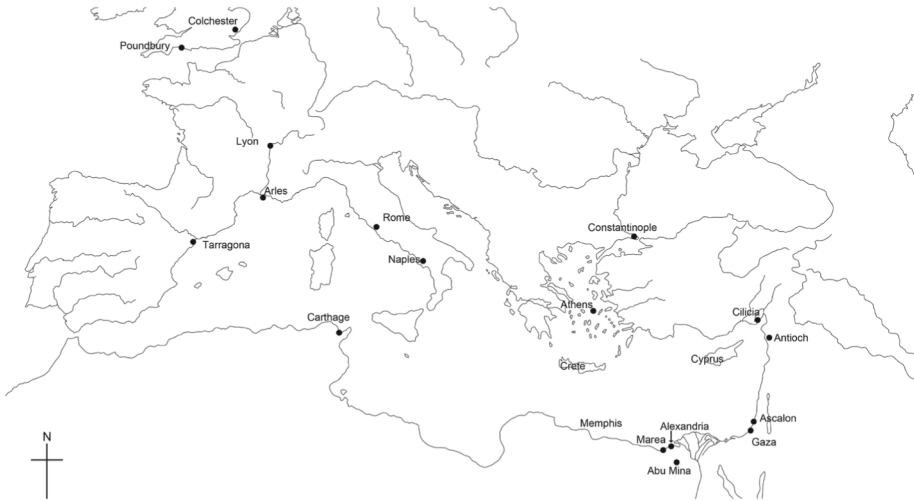 Colchester
Poundbury
Lyon
Arles
Rome
Constantinople
Tarragona
Naples
Athens
Cilicia
Carthage
Antioch
Cyprus
Crete
Ascalon
Memphis
Alexandria
Gaza
Marea
N
Abu Mina